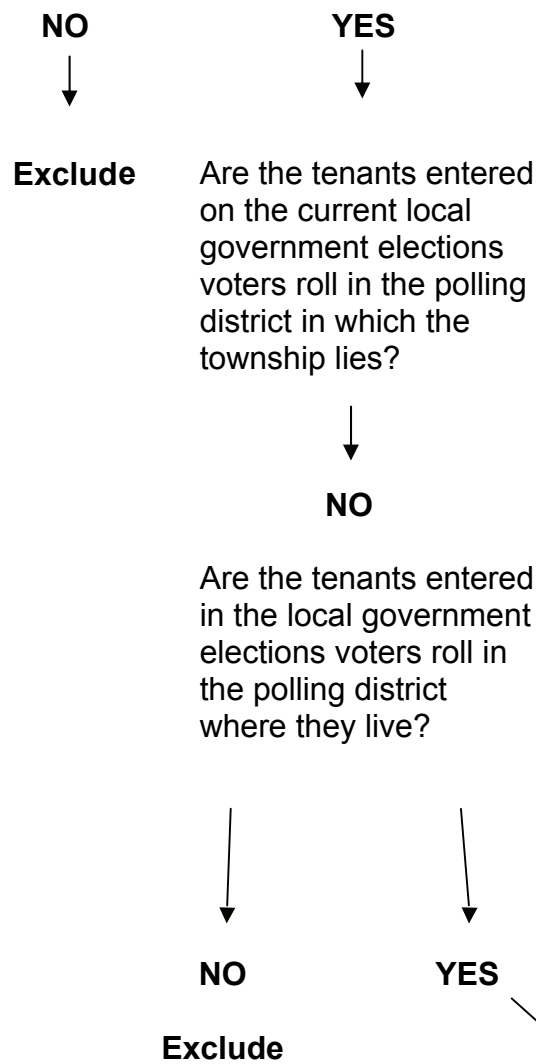 NO YES
Exclude
Are the tenants entered
on the current local
government elections
voters roll in the polling
district in which the
township lies?
NO
Are the tenants entered
in the local government
elections voters roll in
the polling district
where they live?
NO YES
Exclude